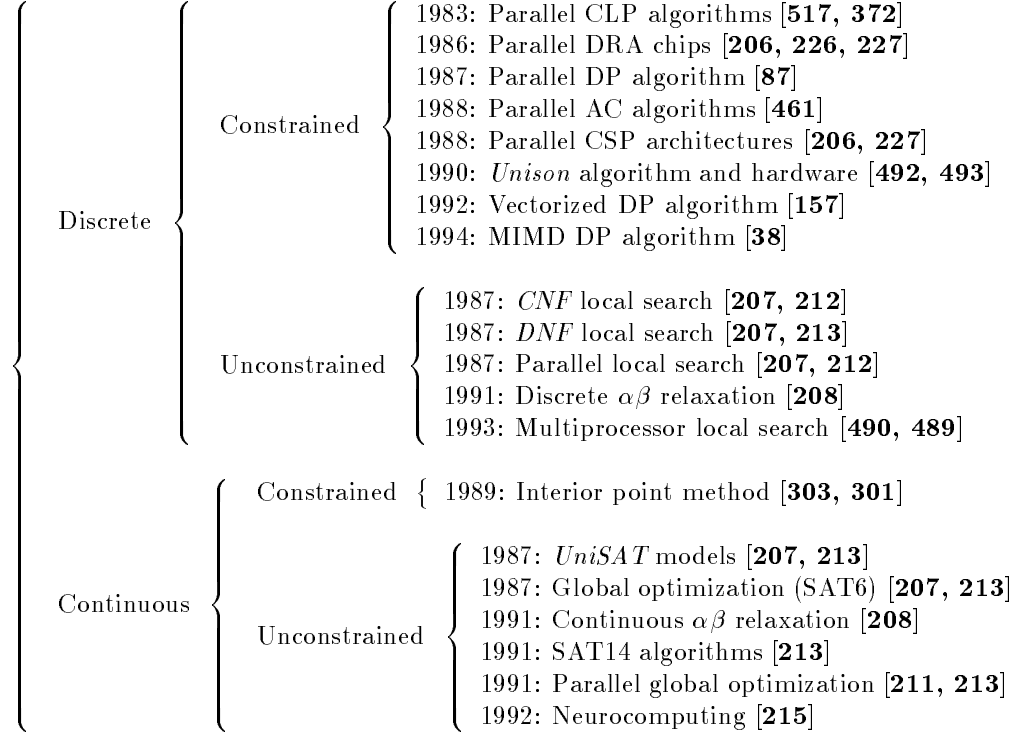 1983: Parallel CLP algorithms [517, 372]
1986: Parallel DRA chips [206, 226, 227]
1987: Parallel DP algorithm [87]
1988: Parallel AC algorithms [461]
Constrained
1988: Parallel CSP architectures [206, 227]
1990: Unison algorithm and hardware [492, 493]
1992: Vectorized DP algorithm [157]
Discrete
1994: MIMD DP algorithm [38]
1987: CNF local search [207, 212]
1987: DNF local search [207, 213]
Unconstrained
1987: Parallel local search [207, 212]
1991: Discrete αβ relaxation [208]
1993: Multiprocessor local search [490, 489]
Constrained { 1989: Interior point method [303, 301]
1987: UniSAT models [207, 213]
1987: Global optimization (SAT6) [207, 213]
Continuous
1991: Continuous αβ relaxation [208]
Unconstrained
1991: SAT14 algorithms [213]
1991: Parallel global optimization [211, 213]
1992: Neurocomputing [215]